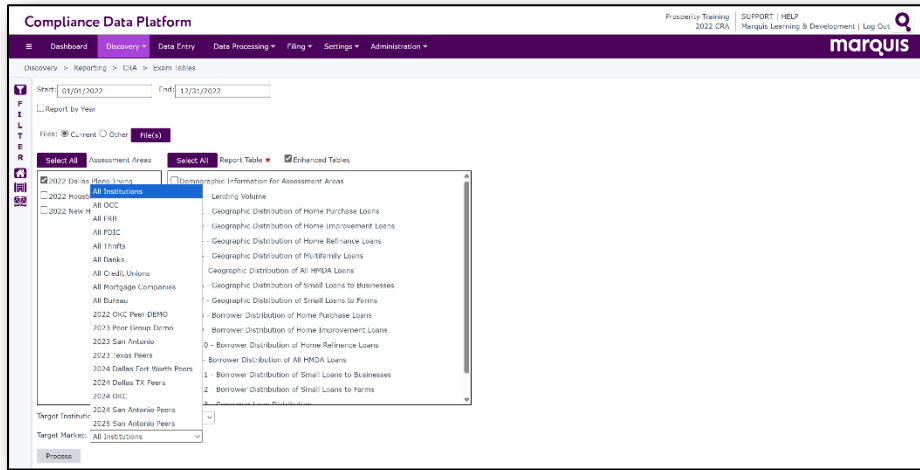 Compliance Data Platform
Prosperity Training | SUPPORT | HELP
2022 CRA | Marquis Learning & Development | Log Out
Dashboard Discovery Data Entry Data Processing Filing Settings Administration marquis
Discovery > Reporting > CRA > Exam Tables
FILTER
Start: 01/01/2022 End: 12/31/2022
Report by Year
Files: Current Other File(s)
Select All Assessment Areas Select All Report Table * Enhanced Tables
2022 Dallas Plano Irving
2022 Houst
2022 New H
All Institutions
All OCC
All FRB
All FDIC
All Thrifts
All Banks
All Credit Unions
All Mortgage Companies
All Bureau
2022 OKC Peer DEMO
2023 Peer Group Demo
2023 San Antonio
2023 Texas Peers
2024 Dallas Fort Worth Peers
2024 Dallas TX Peers
2024 OKC
2024 San Antonio Peers
2025 San Antonio Peers
Demographic Information for Assessment Areas
Lending Volume
- Geographic Distribution of Home Purchase Loans
- Geographic Distribution of Home Improvement Loans
- Geographic Distribution of Home Refinance Loans
- Geographic Distribution of Multifamily Loans
Geographic Distribution of All HMDA Loans
- Geographic Distribution of Small Loans to Businesses
- Geographic Distribution of Small Loans to Farms
- Borrower Distribution of Home Purchase Loans
- Borrower Distribution of Home Improvement Loans
0 - Borrower Distribution of Home Refinance Loans
- Borrower Distribution of All HMDA Loans
1 - Borrower Distribution of Small Loans to Businesses
2 - Borrower Distribution of Small Loans to Farms
Target Institutio
Target Market: All Institutions
Process